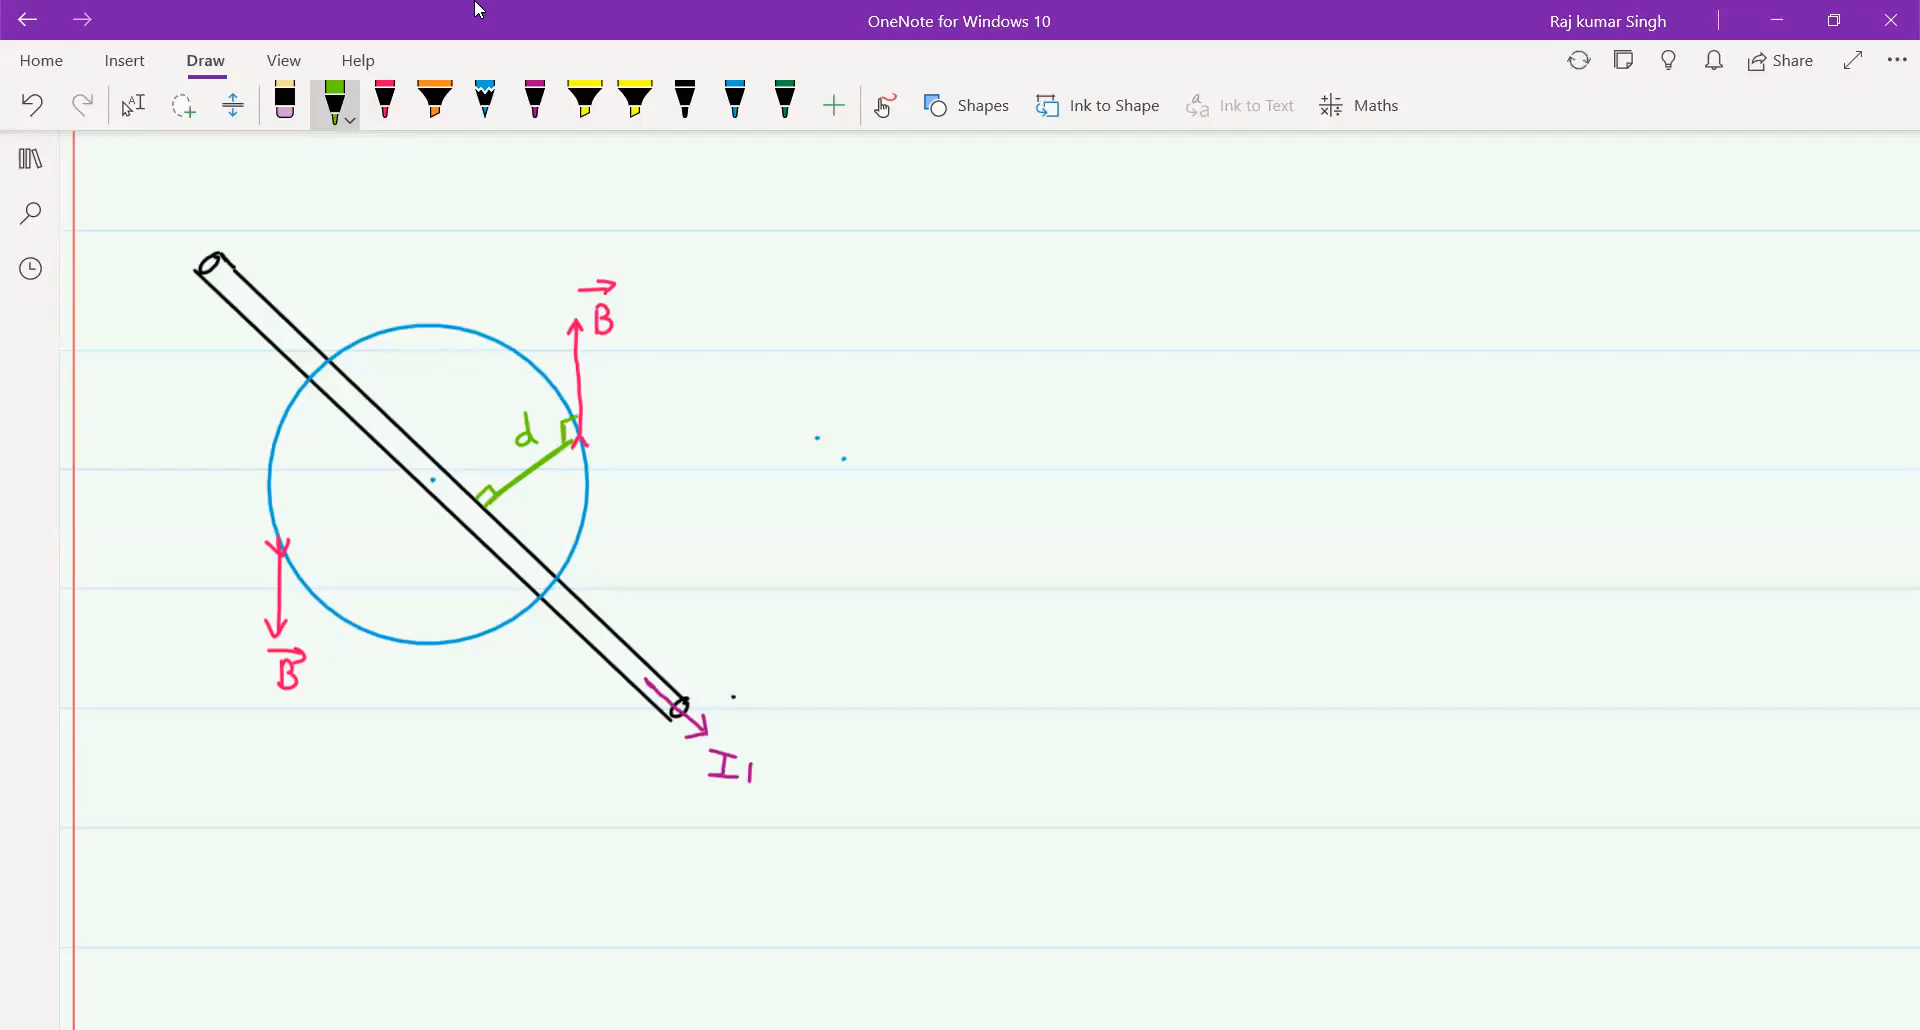 OneNote for Windows 10
Raj kumar Singh
Home Insert Draw View Help
Share
Shapes Ink to Shape Ink to Text Maths
B
d
B
I1